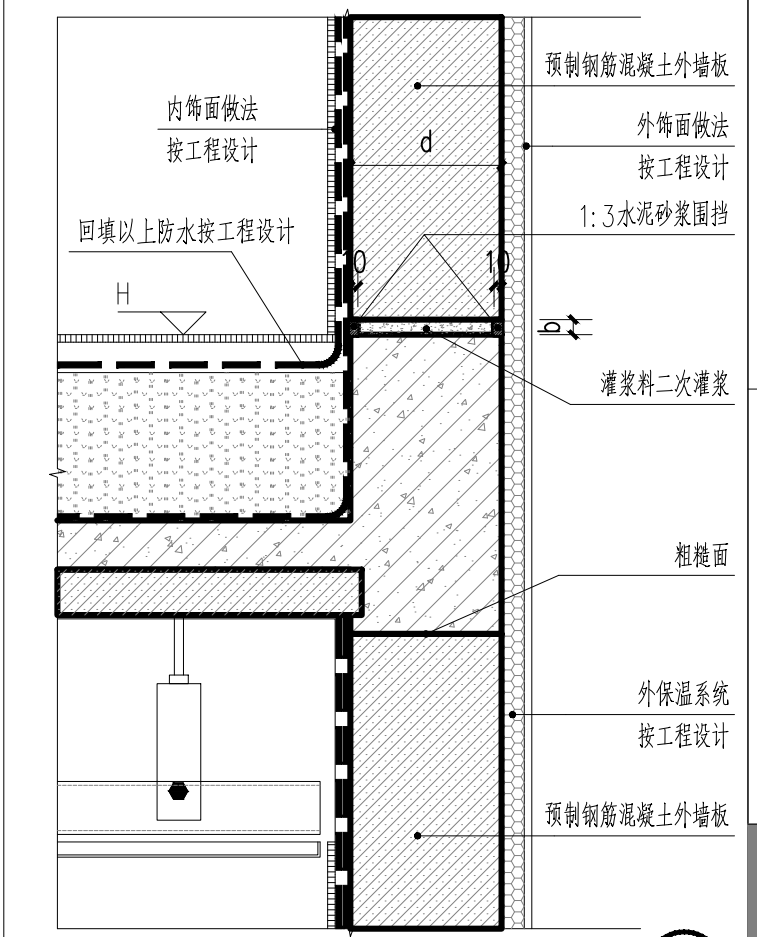 预制钢筋混凝土外墙板
内饰面做法
按工程设计
外饰面做法
按工程设计
d
1:3水泥砂浆围挡
回填以上防水按工程设计
0
10
H
b
灌浆料二次灌浆
粗糙面
外保温系统
按工程设计
预制钢筋混凝土外墙板